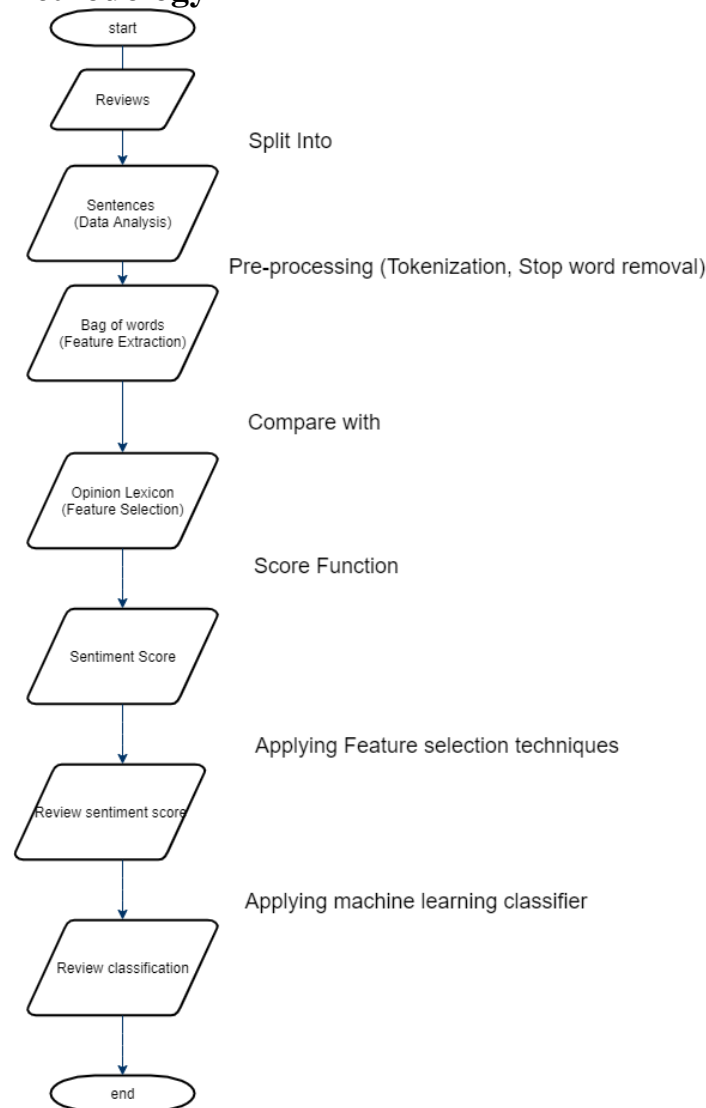 start
Reviews
Split Into
Sentences
(Data Analysis)
Pre-processing (Tokenization, Stop word removal)
Bag of words
(Feature Extraction)
Compare with
Opinion Lexicon
(Feature Selection)
Score Function
Sentiment Score
Applying Feature selection techniques
Review sentiment score
Applying machine learning classifier
Review classification
end